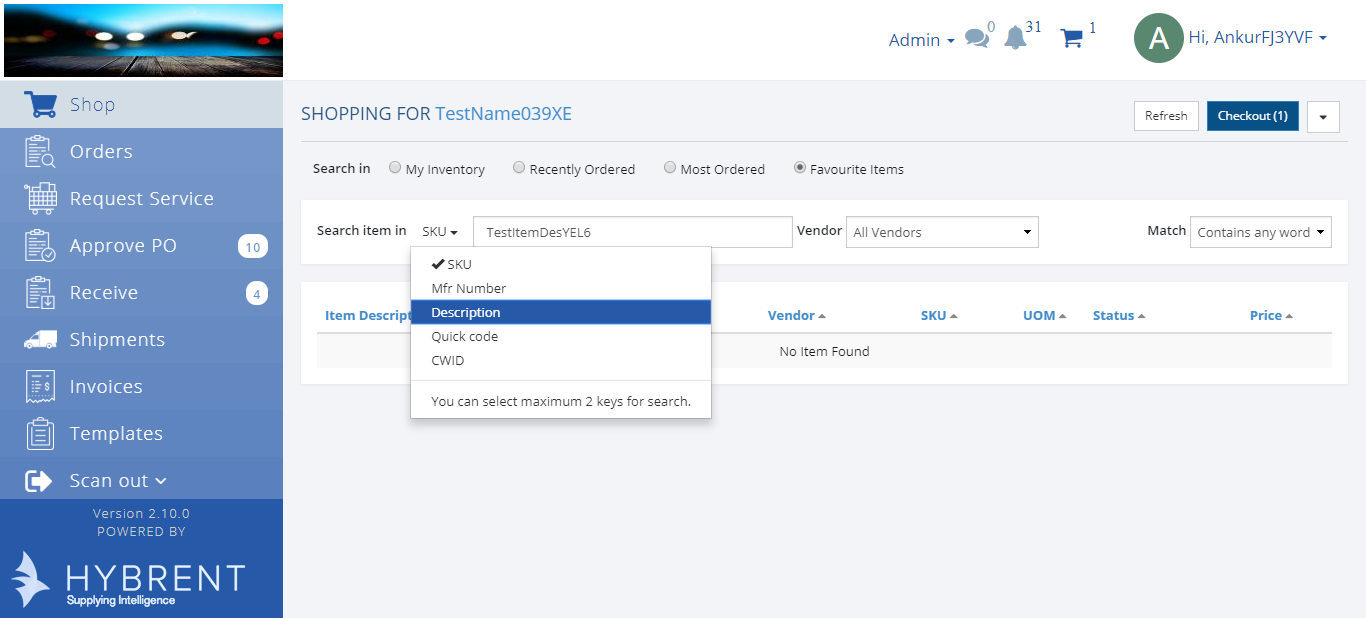 Admin 0 31 1 A Hi, AnkurFJ3YVF
Shop
Orders
Request Service
Approve PO 10
Receive 4
Shipments
Invoices
Templates
Scan out
Version 2.10.0
POWERED BY
HYBRENT
Supplying Intelligence
SHOPPING FOR TestName039XE Refresh Checkout (1)
Search in My Inventory Recently Ordered Most Ordered Favourite Items
Search item in SKU TestItemDesYEL6 Vendor All Vendors Match Contains any word
SKU
Mfr Number
Description
Quick code
CWID
You can select maximum 2 keys for search.
Item Descript Vendor SKU UOM Status Price
No Item Found